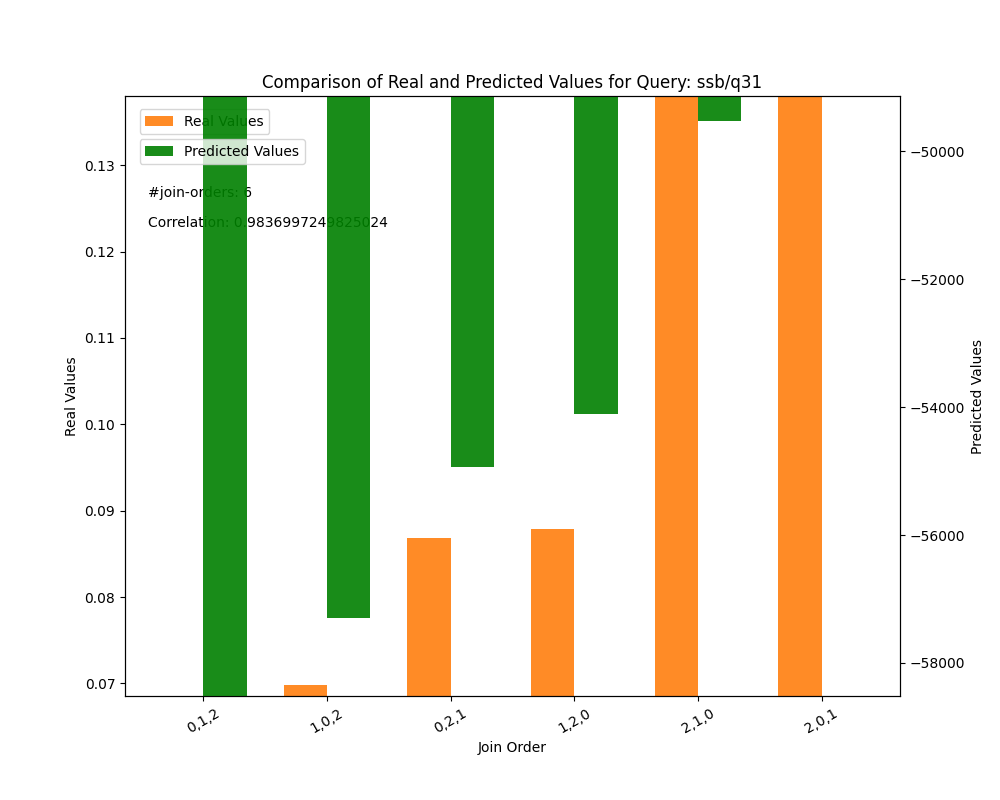 Comparison of Real and Predicted Values for Query: ssb/q31
Real Values
Predicted Values
#join-orders: 6
Correlation: 0.9836997249825024
0.13
0.12
0.11
0.10
0.09
0.08
0.07
Real Values
−50000
−52000
−54000
−56000
−58000
Predicted Values
0,1,2
1,0,2
0,2,1
1,2,0
2,1,0
2,0,1
Join Order